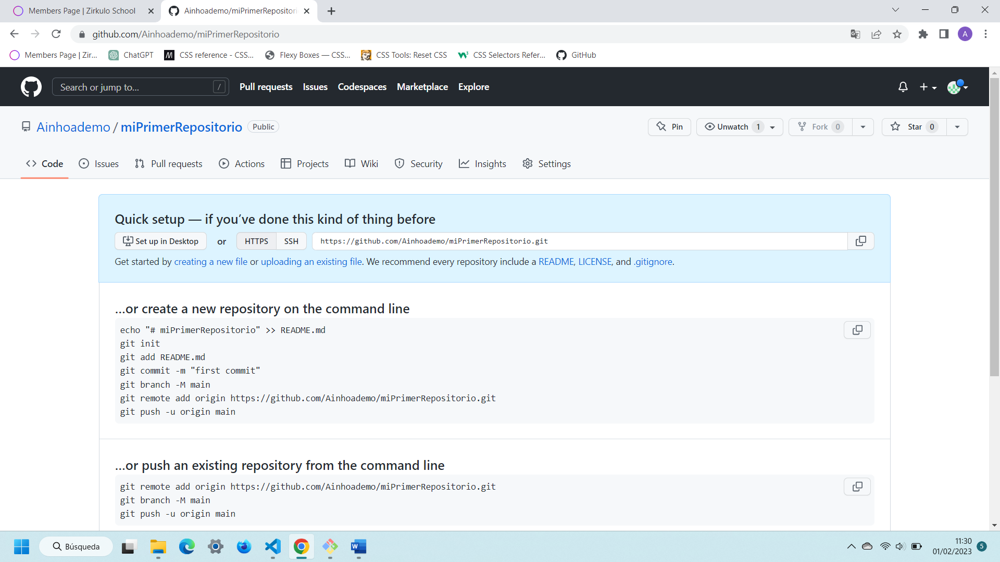 Members Page | Zirkulo School
Ainhoademo/miPrimerRepositori
github.com/Ainhoademo/miPrimerRepositorio
A
Members Page | Zir...
ChatGPT
CSS reference - CSS...
Flexy Boxes — CSS...
CSS Tools: Reset CSS
CSS Selectors Refer...
GitHub
Search or jump to...
/
Pull requests
Issues
Codespaces
Marketplace
Explore
Ainhoademo / miPrimerRepositorio
Public
Pin
Unwatch 1
Fork 0
Star 0
Code
Issues
Pull requests
Actions
Projects
Wiki
Security
Insights
Settings
Quick setup — if you’ve done this kind of thing before
Set up in Desktop
or
HTTPS
SSH
https://github.com/Ainhoademo/miPrimerRepositorio.git
Get started by creating a new file or uploading an existing file. We recommend every repository include a README, LICENSE, and .gitignore.
…or create a new repository on the command line
echo "# miPrimerRepositorio" >> README.md
git init
git add README.md
git commit -m "first commit"
git branch -M main
git remote add origin https://github.com/Ainhoademo/miPrimerRepositorio.git
git push -u origin main
…or push an existing repository from the command line
git remote add origin https://github.com/Ainhoademo/miPrimerRepositorio.git
git branch -M main
git push -u origin main
Búsqueda
11:30
01/02/2023
5